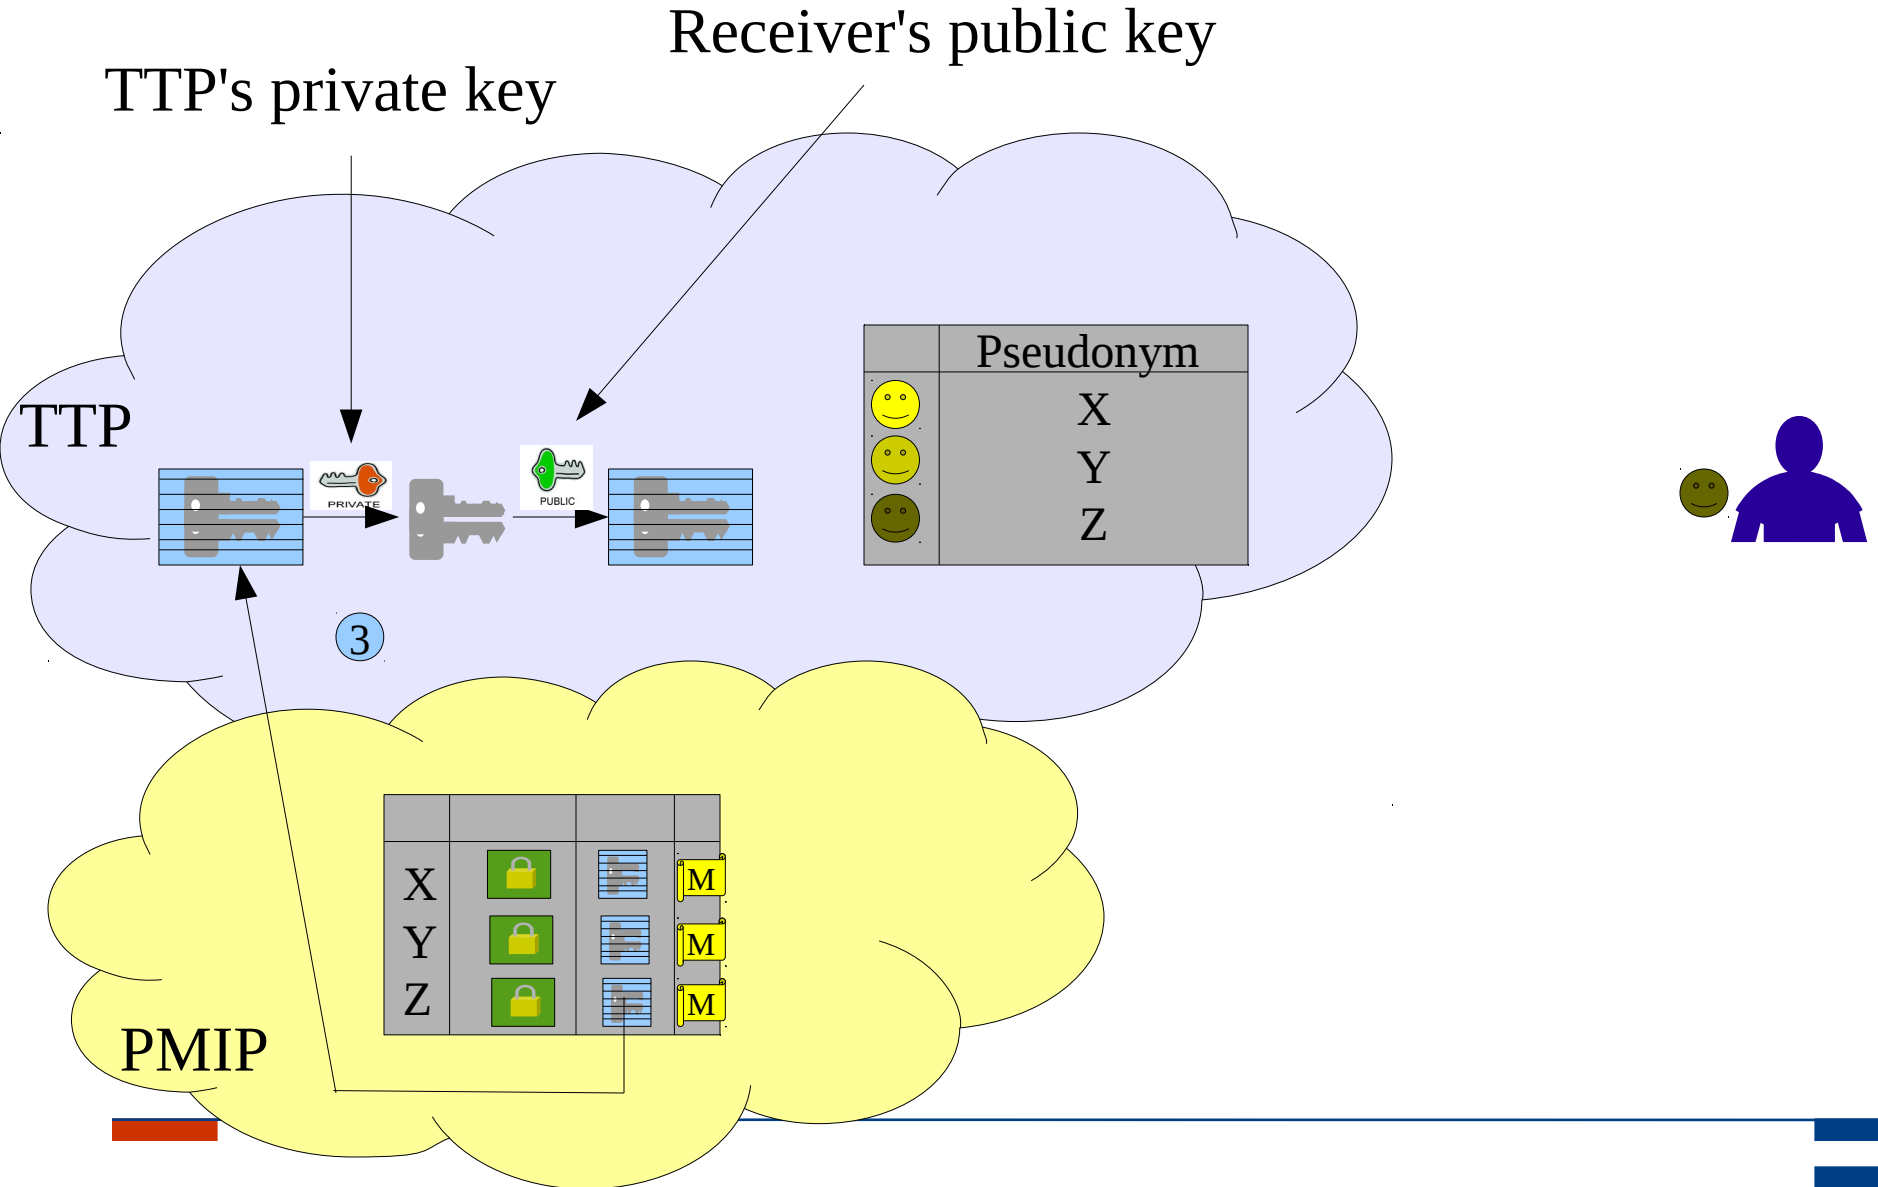 Receiver's public key
TTP's private key
Pseudonym
X
TTP
Y
PRIVATE
PUBLIC
Z
3
X
M
Y
M
Z
M
PMIP